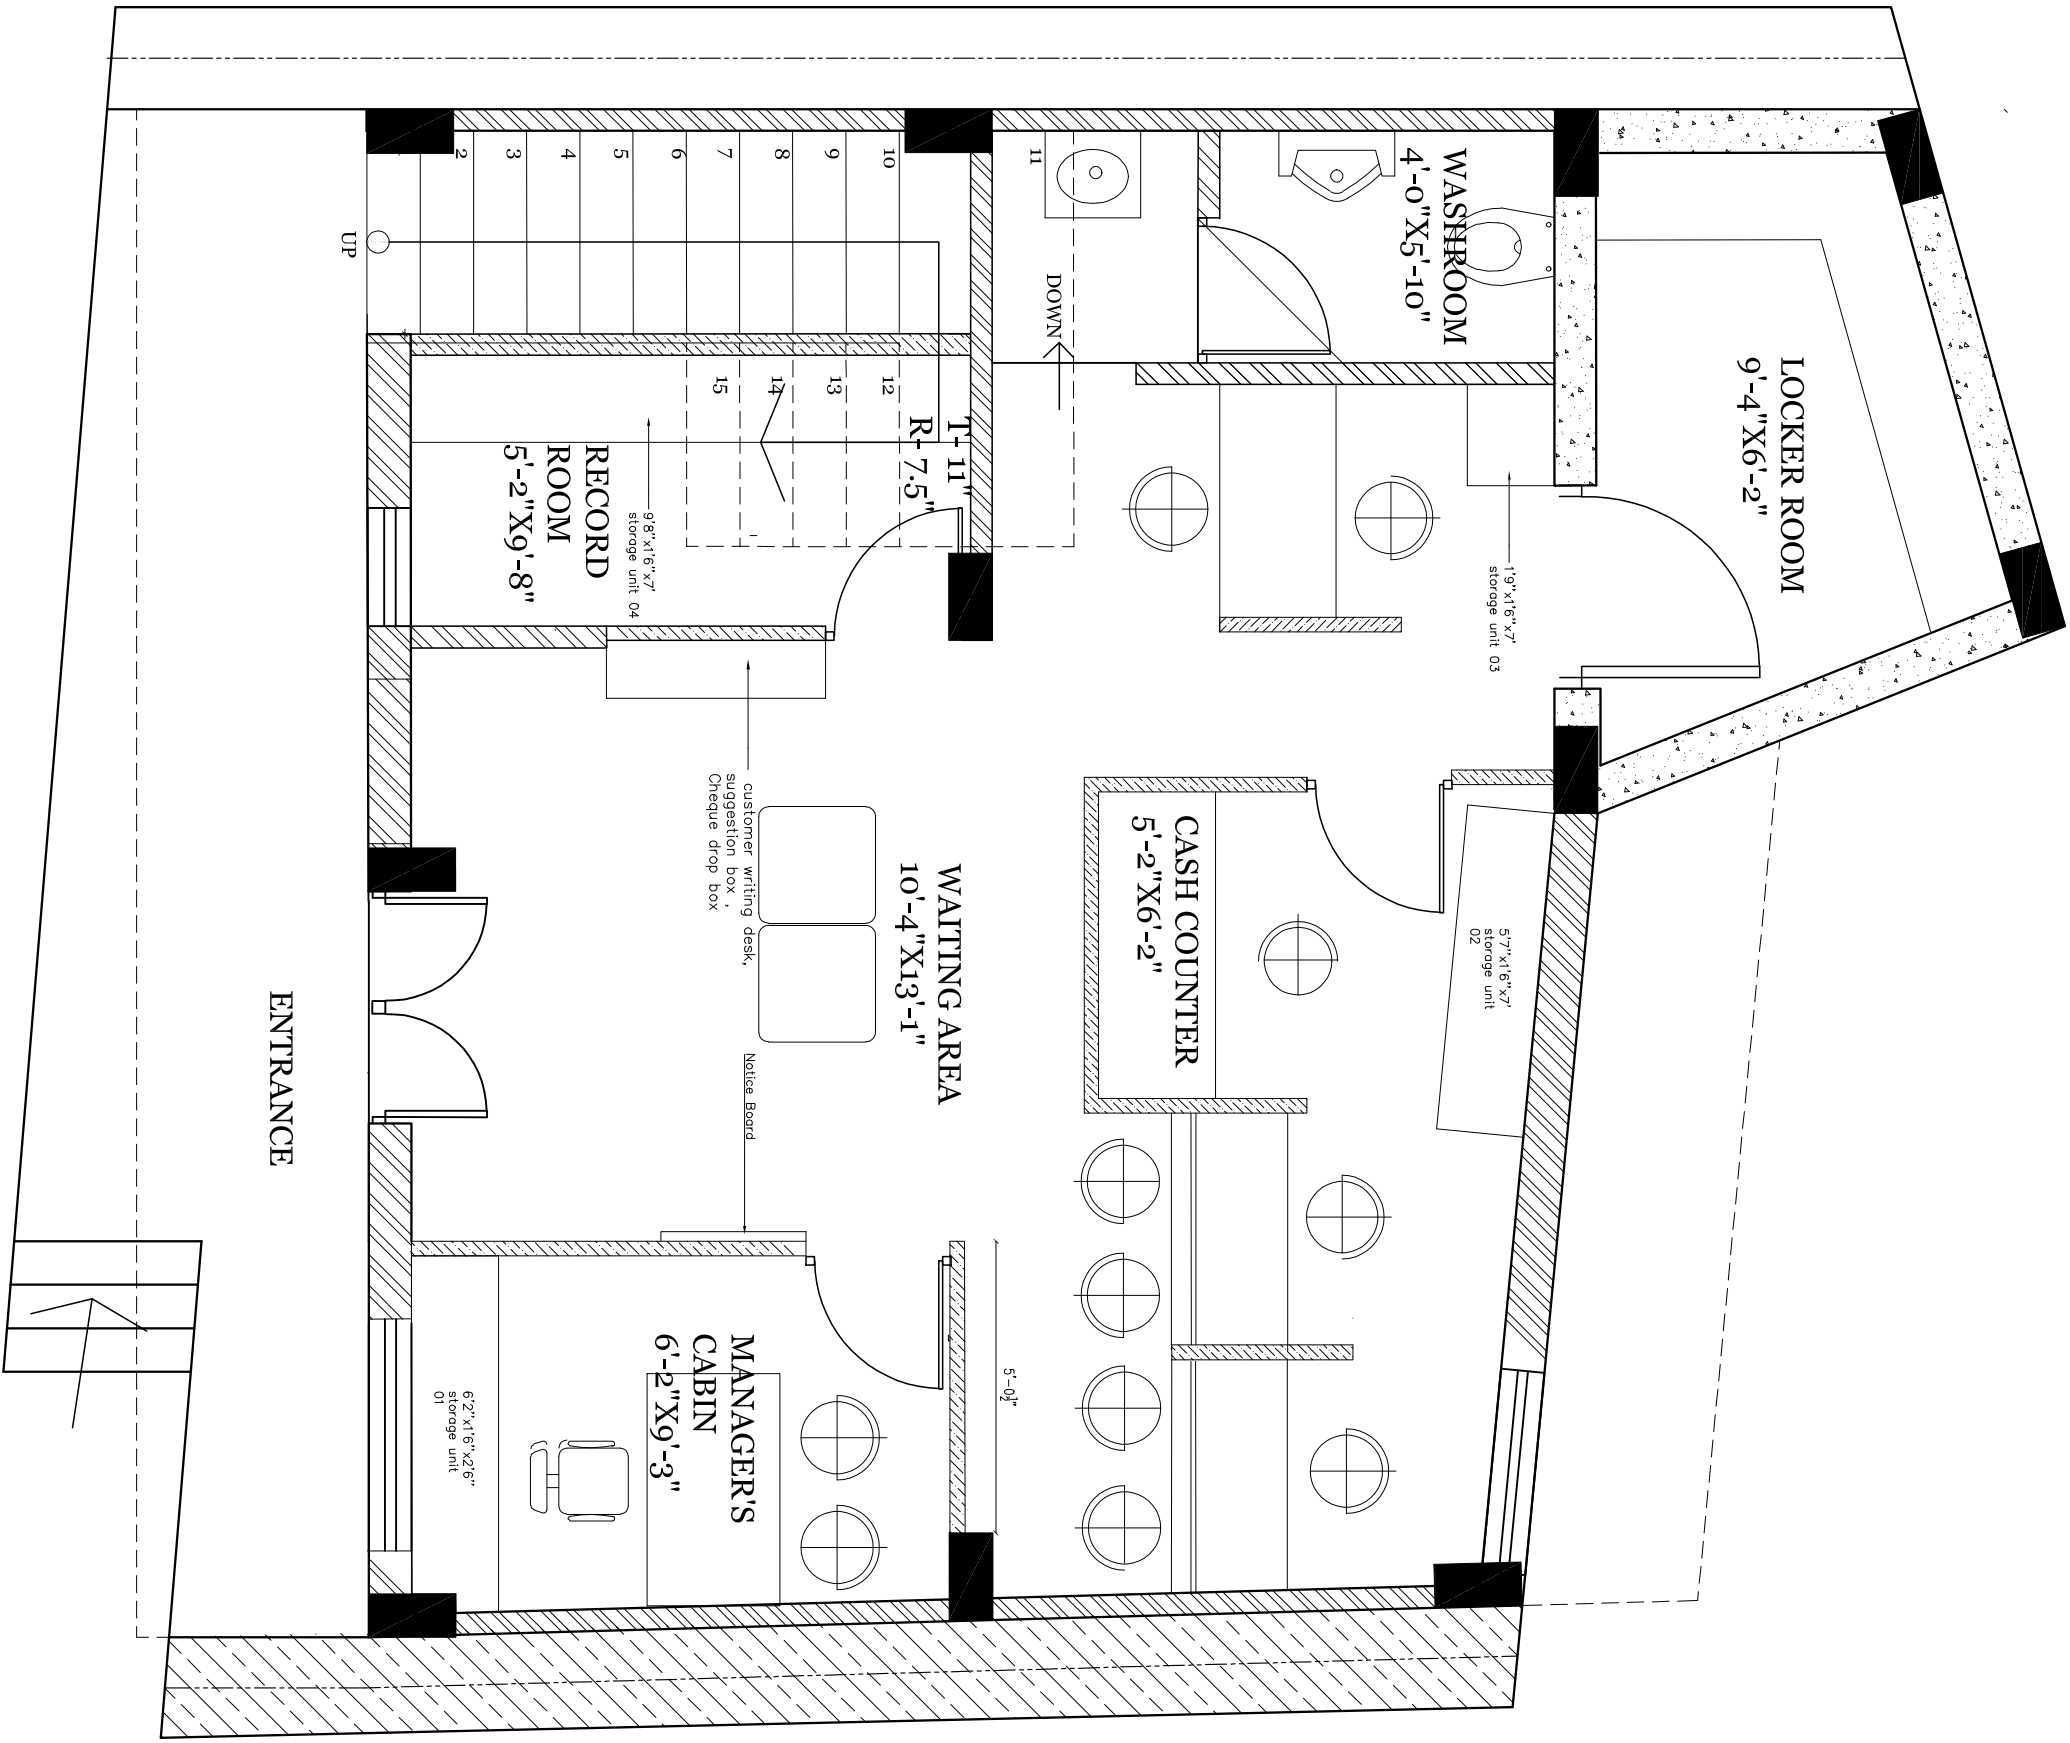 UP
2
3
4
5
6
7
8
9
10
11
12
13
14
15
DOWN
WASHROOM
4'-0"X5'-10"
LOCKER ROOM
9'-4"X6'-2"
T- 11"
R- 7.5"
RECORD
ROOM
5'-2"X9'-8"
9'8"x1'6"x7'
storage unit 04
1'9"x1'6"x7'
storage unit 03
customer writing desk,
suggestion box ,
Cheque drop box
WAITING AREA
10'-4"X13'-1"
CASH COUNTER
5'-2"X6'-2"
5'7"x1'6"x7'
storage unit
02
Notice Board
ENTRANCE
MANAGER'S
CABIN
6'-2"X9'-3"
6'2"x1'6"x2'6"
storage unit
01
5'-0½"